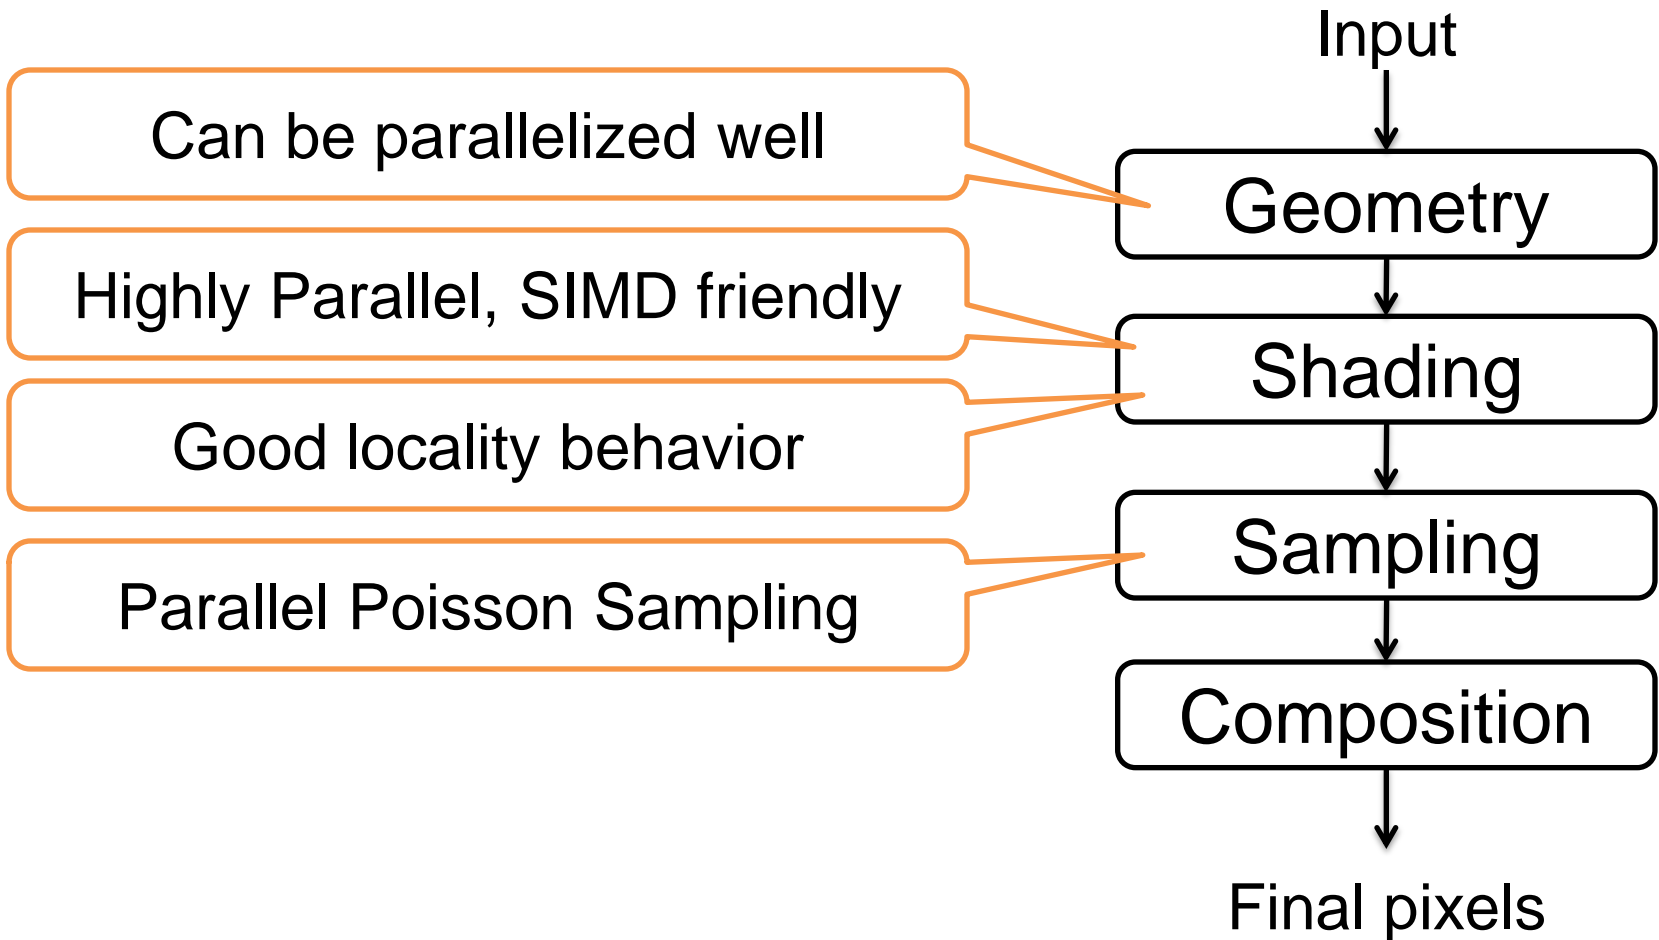 Input
Can be parallelized well
Geometry
Highly Parallel, SIMD friendly
Shading
Good locality behavior
Sampling
Parallel Poisson Sampling
Composition
Final pixels